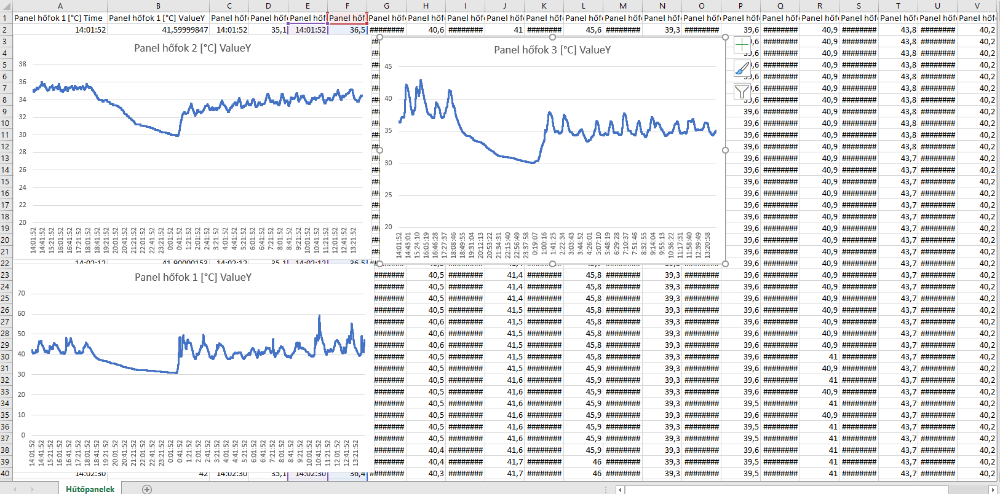 A B C D E F G H I J K L M N O P Q R S T U V
1 Panel hőfok 1 [°C] Time Panel hőfok 1 [°C] ValueY Panel hőf Panel hőf Panel hőf Panel hőf Panel hőf Panel hőf Panel hőf Panel hőf Panel hőf Panel hőf Panel hőf Panel hőf Panel hőf Panel hőf Panel hőf Panel hőf Panel hőf Panel hőf Panel hőf Panel hőf
2 14:01:52 41,59999847 14:01:52 35,1 14:01:52 36,5 ######## 40,6 ######## 41 ######## 45,6 ######## 39,3 ######## 39,6 ######## 40,9 ######## 43,8 ######## 40,2
Panel hőfok 2 [°C] ValueY
38
36
34
32
30
28
26
24
22
20
14:01:52 14:41:52 15:21:52 16:01:52 16:41:52 17:21:52 18:01:52 18:41:52 19:21:52 20:01:52 20:41:52 21:21:52 22:01:52 22:41:52 23:21:52 0:01:52 0:41:52 1:21:52 2:01:52 2:41:52 3:21:52 4:01:52 4:41:52 5:21:52 6:01:52 6:41:52 7:21:52 8:01:52 8:41:52 9:21:52 10:01:52 10:41:52 11:21:52 12:01:52 12:41:52 13:21:52
Panel hőfok 3 [°C] ValueY
45
40
35
30
25
20
14:01:52 14:43:01 15:24:10 16:05:19 16:46:28 17:27:37 18:08:46 18:49:55 19:31:04 20:12:13 20:53:22 21:34:31 22:15:40 22:56:49 23:37:58 0:19:07 1:00:16 1:41:25 2:22:34 3:03:43 3:44:52 4:26:01 5:07:10 5:48:19 6:29:28 7:10:37 7:51:46 8:32:55 9:14:04 9:55:13 10:36:22 11:17:31 11:58:40 12:39:49 13:20:58
3 ,6 ######## 40,9 ######## 43,8 ######## 40,2
4 ,6 ######## 40,9 ######## 43,8 ######## 40,2
5 ,6 ######## 40,9 ######## 43,8 ######## 40,2
6 ,6 ######## 40,9 ######## 43,8 ######## 40,2
7 ,6 ######## 40,9 ######## 43,8 ######## 40,2
8 ,6 ######## 40,9 ######## 43,8 ######## 40,2
9 39,6 ######## 40,9 ######## 43,8 ######## 40,2
10 39,6 ######## 40,9 ######## 43,8 ######## 40,2
11 39,6 ######## 40,9 ######## 43,8 ######## 40,2
12 39,6 ######## 40,9 ######## 43,8 ######## 40,2
13 39,6 ######## 40,9 ######## 43,7 ######## 40,2
14 39,6 ######## 40,9 ######## 43,7 ######## 40,2
15 39,6 ######## 40,9 ######## 43,7 ######## 40,2
16 39,6 ######## 40,9 ######## 43,7 ######## 40,2
17 39,6 ######## 40,9 ######## 43,7 ######## 40,2
18 39,6 ######## 40,9 ######## 43,7 ######## 40,2
19 39,6 ######## 40,9 ######## 43,7 ######## 40,2
20 39,6 ######## 40,9 ######## 43,7 ######## 40,2
21 39,6 ######## 40,9 ######## 43,7 ######## 40,2
22 14:02:12 41,90000153 14:02:12 35,1 14:02:12 36,5 39,6 ######## 40,9 ######## 43,7 ######## 40,2
Panel hőfok 1 [°C] ValueY
70
60
50
40
30
20
10
0
14:01:52 14:41:52 15:21:52 16:01:52 16:41:52 17:21:52 18:01:52 18:41:52 19:21:52 20:01:52 20:41:52 21:21:52 22:01:52 22:41:52 23:21:52 0:01:52 0:41:52 1:21:52 2:01:52 2:41:52 3:21:52 4:01:52 4:41:52 5:21:52 6:01:52 6:41:52 7:21:52 8:01:52 8:41:52 9:21:52 10:01:52 10:41:52 11:21:52 12:01:52 12:41:52 13:21:52
23 ####### 40,5 ######## 41,4 ######## 45,8 ######## 39,3 ######## 39,6 ######## 40,9 ######## 43,7 ######## 40,2
24 ####### 40,5 ######## 41,4 ######## 45,8 ######## 39,3 ######## 39,6 ######## 40,9 ######## 43,7 ######## 40,2
25 ####### 40,5 ######## 41,4 ######## 45,8 ######## 39,3 ######## 39,6 ######## 40,9 ######## 43,7 ######## 40,2
26 ####### 40,5 ######## 41,5 ######## 45,8 ######## 39,3 ######## 39,6 ######## 40,9 ######## 43,7 ######## 40,2
27 ####### 40,6 ######## 41,5 ######## 45,8 ######## 39,3 ######## 39,6 ######## 40,9 ######## 43,7 ######## 40,2
28 ####### 40,6 ######## 41,5 ######## 45,8 ######## 39,3 ######## 39,6 ######## 40,9 ######## 43,7 ######## 40,2
29 ####### 40,6 ######## 41,5 ######## 45,8 ######## 39,3 ######## 39,6 ######## 40,9 ######## 43,7 ######## 40,2
30 ####### 40,5 ######## 41,5 ######## 45,8 ######## 39,3 ######## 39,6 ######## 41 ######## 43,7 ######## 40,2
31 ####### 40,5 ######## 41,5 ######## 45,9 ######## 39,3 ######## 39,6 ######## 40,9 ######## 43,7 ######## 40,2
32 ####### 40,5 ######## 41,6 ######## 45,9 ######## 39,3 ######## 39,6 ######## 41 ######## 43,7 ######## 40,2
33 ####### 40,5 ######## 41,6 ######## 45,9 ######## 39,3 ######## 39,6 ######## 40,9 ######## 43,7 ######## 40,2
34 ####### 40,5 ######## 41,6 ######## 45,9 ######## 39,3 ######## 39,5 ######## 41 ######## 43,7 ######## 40,2
35 ####### 40,5 ######## 41,6 ######## 45,9 ######## 39,3 ######## 39,6 ######## 40,9 ######## 43,7 ######## 40,2
36 ####### 40,5 ######## 41,6 ######## 45,9 ######## 39,3 ######## 39,5 ######## 41 ######## 43,7 ######## 40,2
37 ####### 40,5 ######## 41,6 ######## 45,9 ######## 39,3 ######## 39,5 ######## 41 ######## 43,7 ######## 40,2
38 ####### 40,4 ######## 41,6 ######## 45,9 ######## 39,3 ######## 39,5 ######## 41 ######## 43,7 ######## 40,2
39 ####### 40,4 ######## 41,7 ######## 46 ######## 39,3 ######## 39,5 ######## 41 ######## 43,7 ######## 40,2
40 14:02:30 42 14:02:30 35,1 14:02:30 36,4 ######## 40,3 ######## 41,7 ######## 46 ######## 39,3 ######## 39,5 ######## 41 ######## 43,7 ######## 40,2
Hűtőpanelek